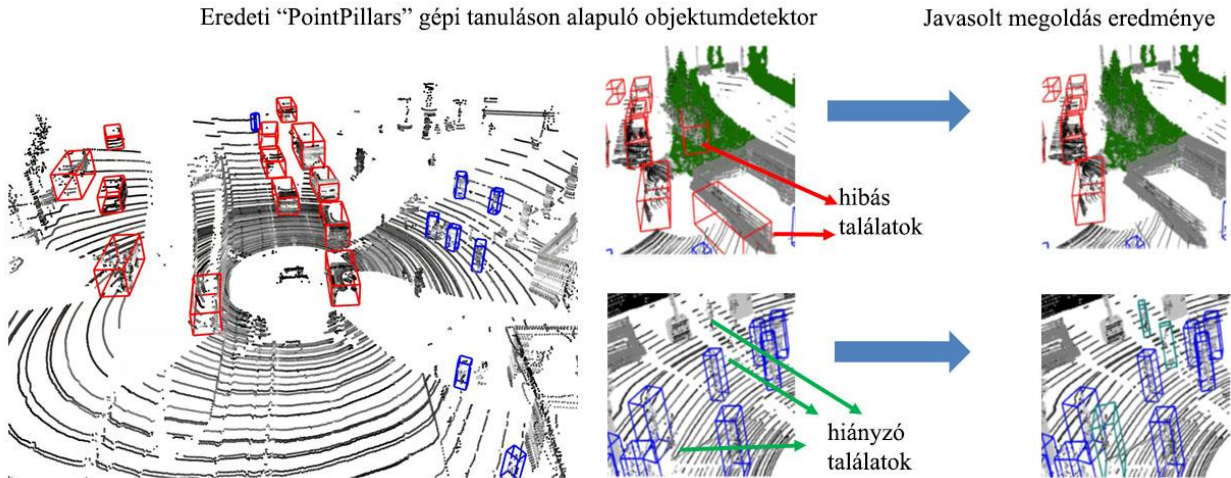 Eredeti “PointPillars” gépi tanuláson alapuló objektumdetektor
Javasolt megoldás eredménye
hibás
találatok
hiányzó
találatok